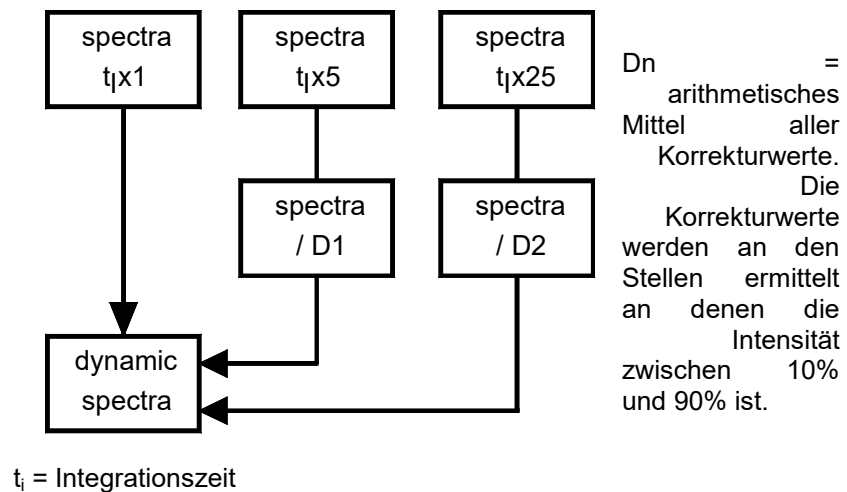 spectra
tᵢx1
spectra
tᵢx5
spectra
tᵢx25
spectra
/ D1
spectra
/ D2
dynamic
spectra
Dn =
arithmetisches
Mittel aller
Korrekturwerte.
Die
Korrekturwerte
werden an den
Stellen ermittelt
an denen die
Intensität
zwischen 10%
und 90% ist.
tᵢ = Integrationszeit